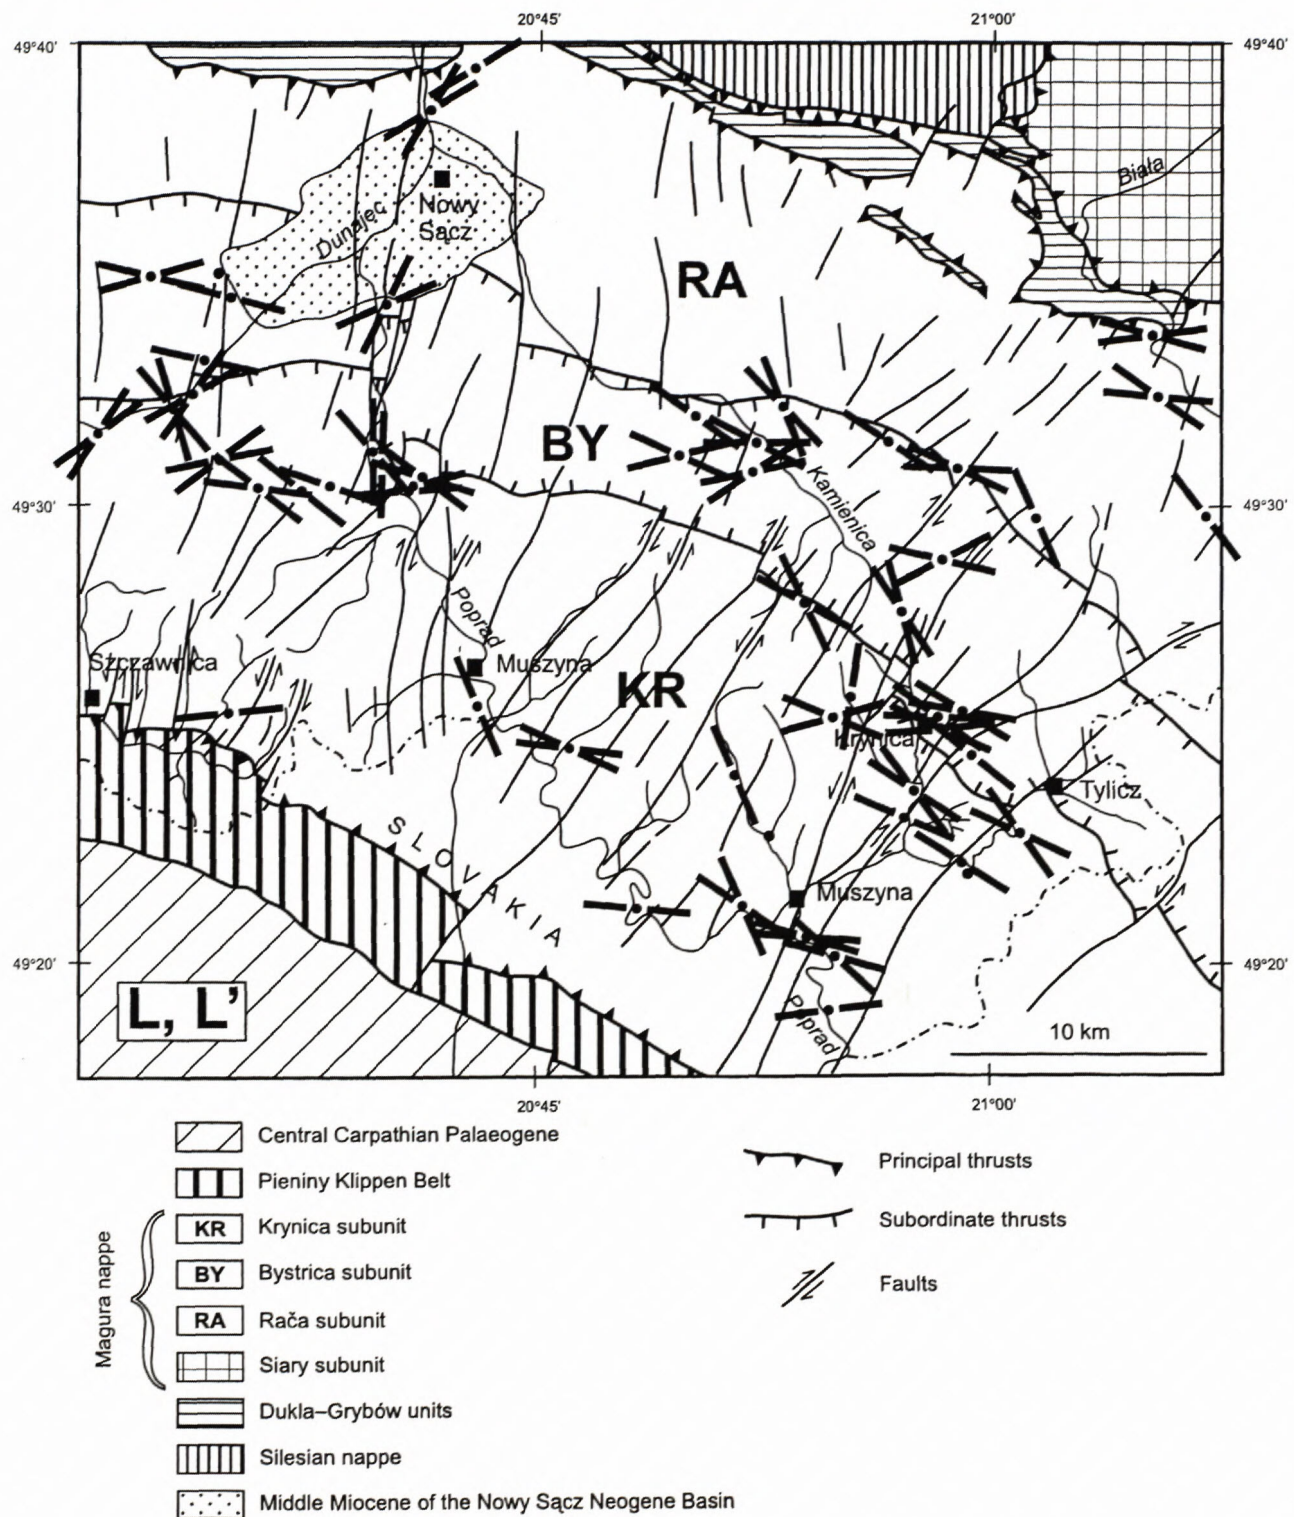 20°45' 21°00'
49°40' 49°40'
Biała
Nowy
Sącz
Dunajec
RA
BY
Kamienica
49°30' 49°30'
Poprad
Szczawnica
Muszyna
KR
Krynica
Tylicz
SLOVAKIA
Muszyna
49°20' 49°20'
L, L'
Poprad
10 km
20°45' 21°00'
Central Carpathian Palaeogene
Pieniny Klippen Belt
Magura nappe
KR Krynica subunit
BY Bystrica subunit
RA Rača subunit
Siary subunit
Dukla–Grybów units
Silesian nappe
Middle Miocene of the Nowy Sącz Neogene Basin
Principal thrusts
Subordinate thrusts
Faults